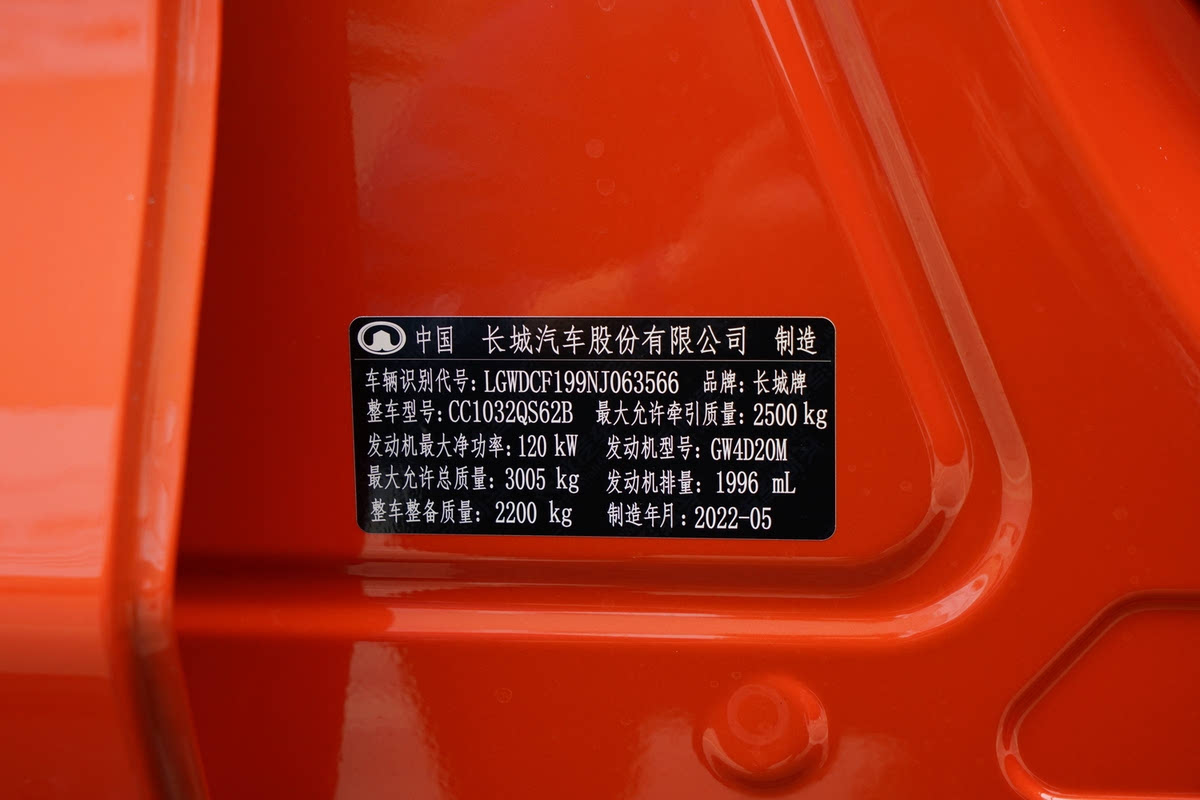 中国 长城汽车股份有限公司 制造
车辆识别代号: LGWDCF199NJ063566 品牌: 长城牌
整车型号: CC1032QS62B 最大允许牵引质量: 2500 kg
发动机最大净功率: 120 kW 发动机型号: GW4D20M
最大允许总质量: 3005 kg 发动机排量: 1996 mL
整车整备质量: 2200 kg 制造年月: 2022-05